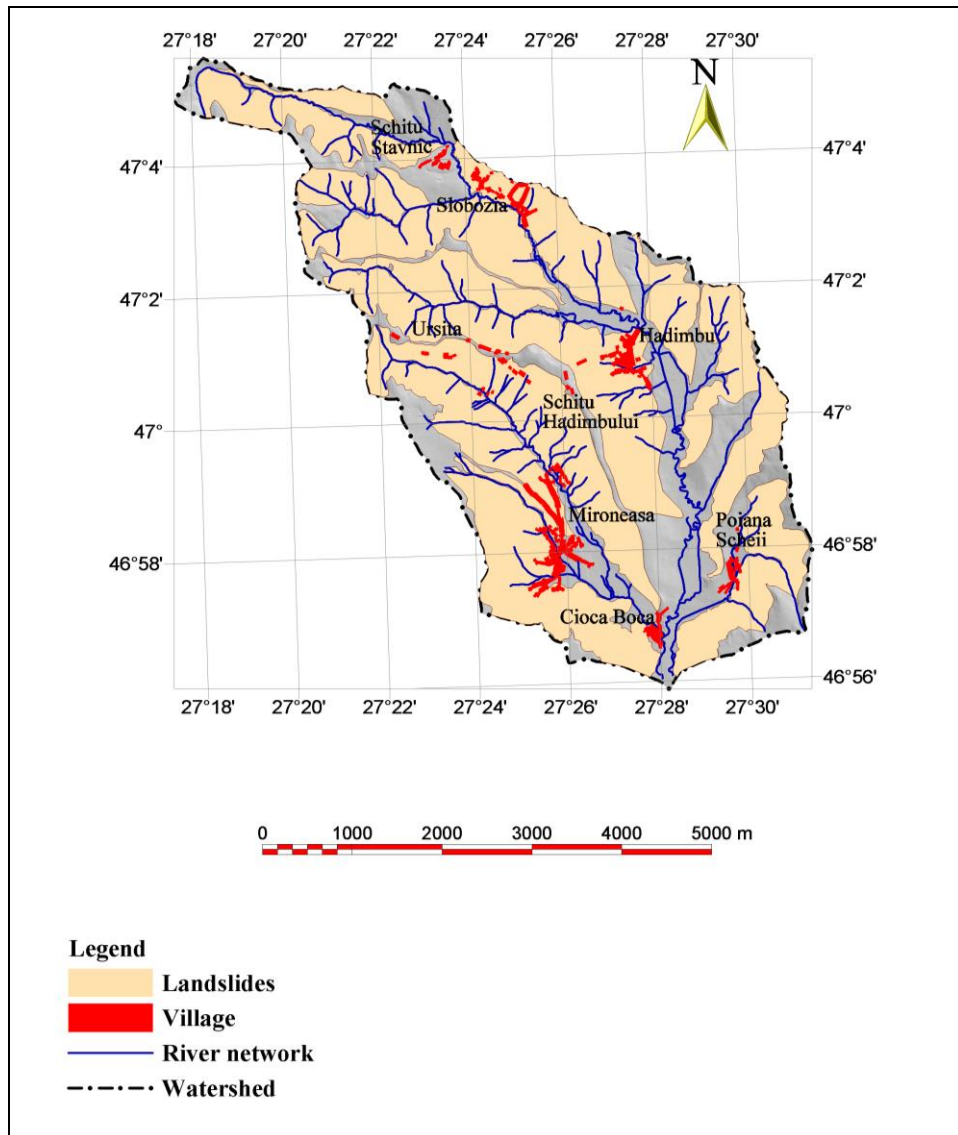 27°18' 27°20' 27°22' 27°24' 27°26' 27°28' 27°30'
N
Schitu
Stavnic
47°4' 47°4'
Slobozia
47°2' 47°2'
Ursita
Hadimbu
Schitu
Hadimbului
47° 47°
Mironeasa
Poiana
Scheii
46°58' 46°58'
Cioca Boca
46°56'
27°18' 27°20' 27°22' 27°24' 27°26' 27°28' 27°30'
0 1000 2000 3000 4000 5000 m
Legend
Landslides
Village
River network
Watershed